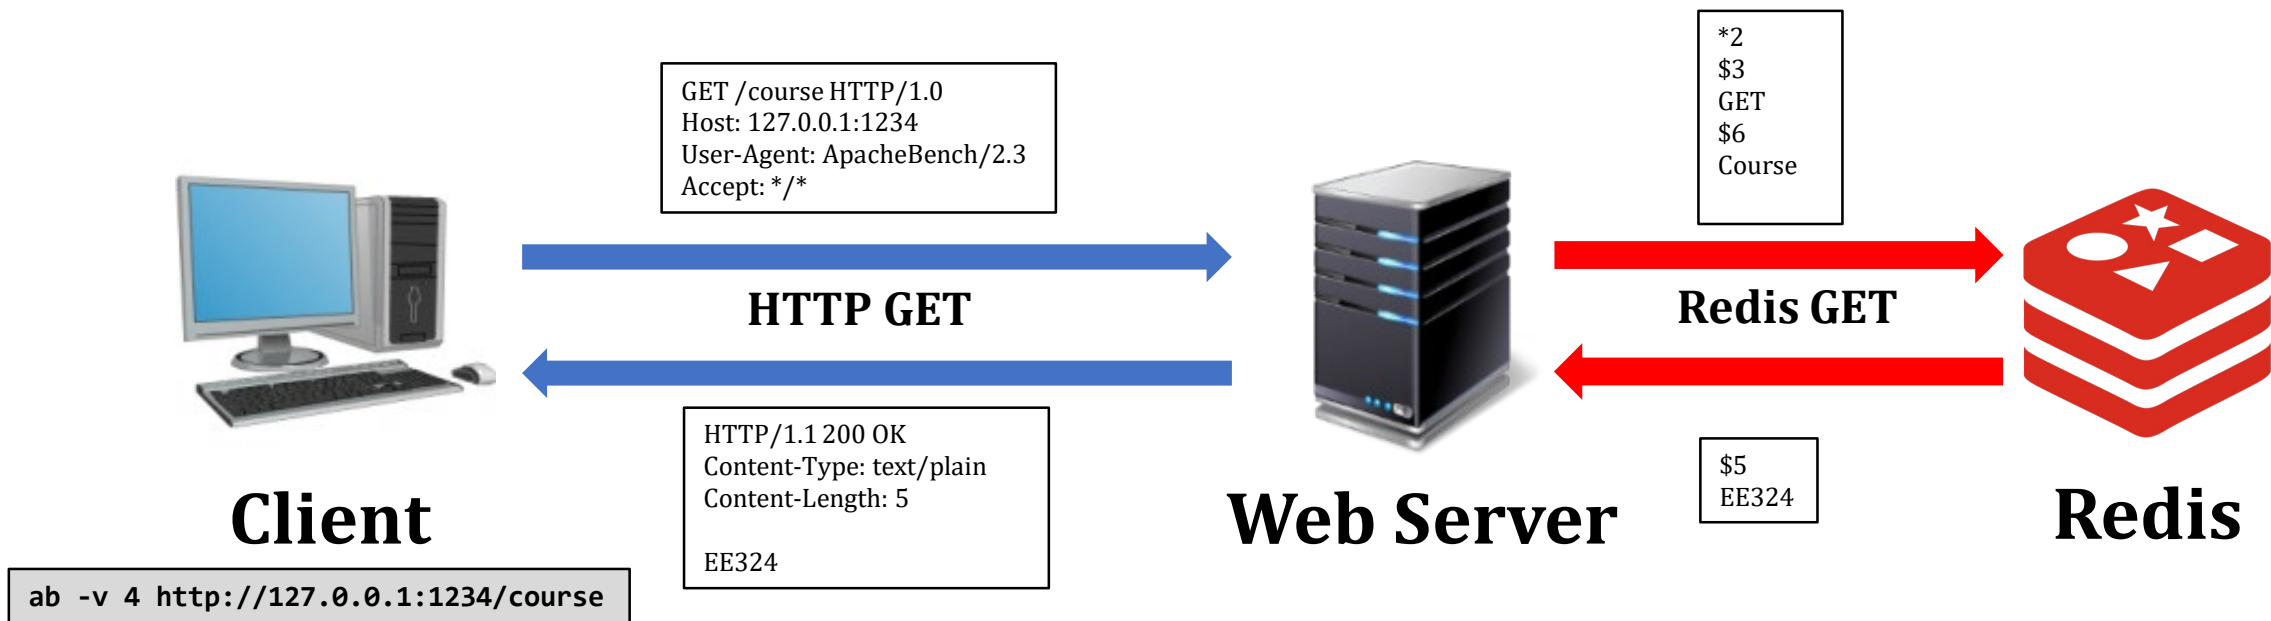 GET /course HTTP/1.0
Host: 127.0.0.1:1234
User-Agent: ApacheBench/2.3
Accept: */*
HTTP GET
HTTP/1.1 200 OK
Content-Type: text/plain
Content-Length: 5
EE324
*2
$3
GET
$6
Course
Redis GET
$5
EE324
Client
Web Server
Redis
ab -v 4 http://127.0.0.1:1234/course